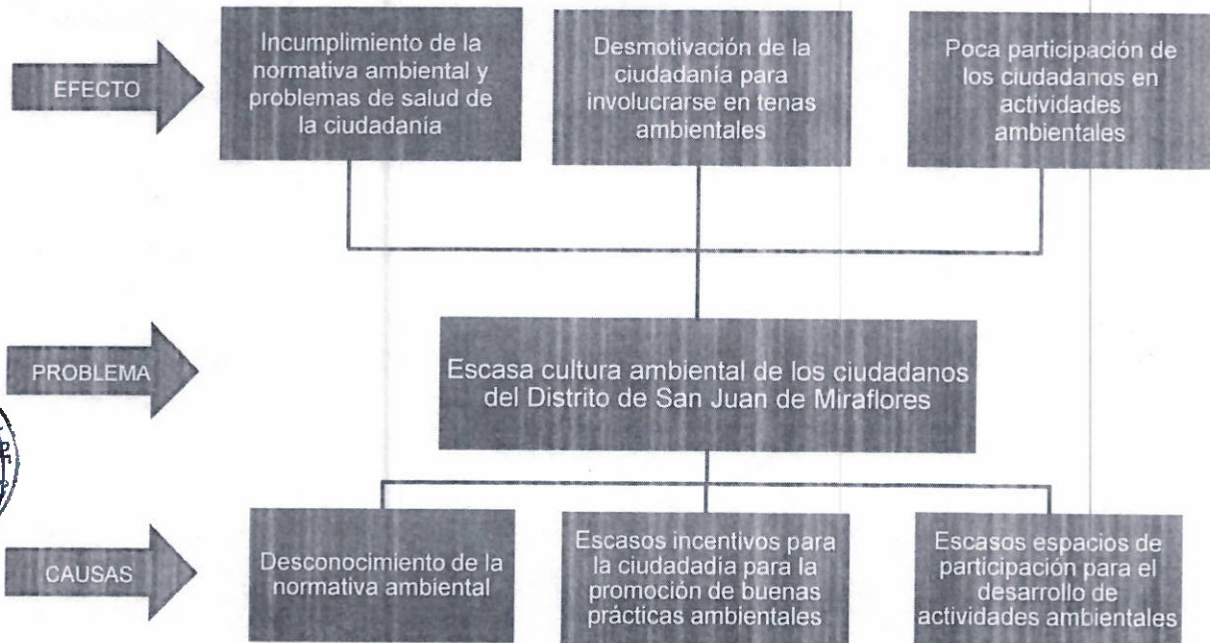 EFECTO
Incumplimiento de la
normativa ambiental y
problemas de salud de
la ciudadanía
Desmotivación de la
ciudadanía para
involucrarse en tenas
ambientales
Poca participación de
los ciudadanos en
actividades
ambientales
PROBLEMA
Escasa cultura ambiental de los ciudadanos
del Distrito de San Juan de Miraflores
CAUSAS
Desconocimiento de la
normativa ambiental
Escasos incentivos para
la ciudadadía para la
promoción de buenas
prácticas ambientales
Escasos espacios de
participación para el
desarrollo de
actividades ambientales